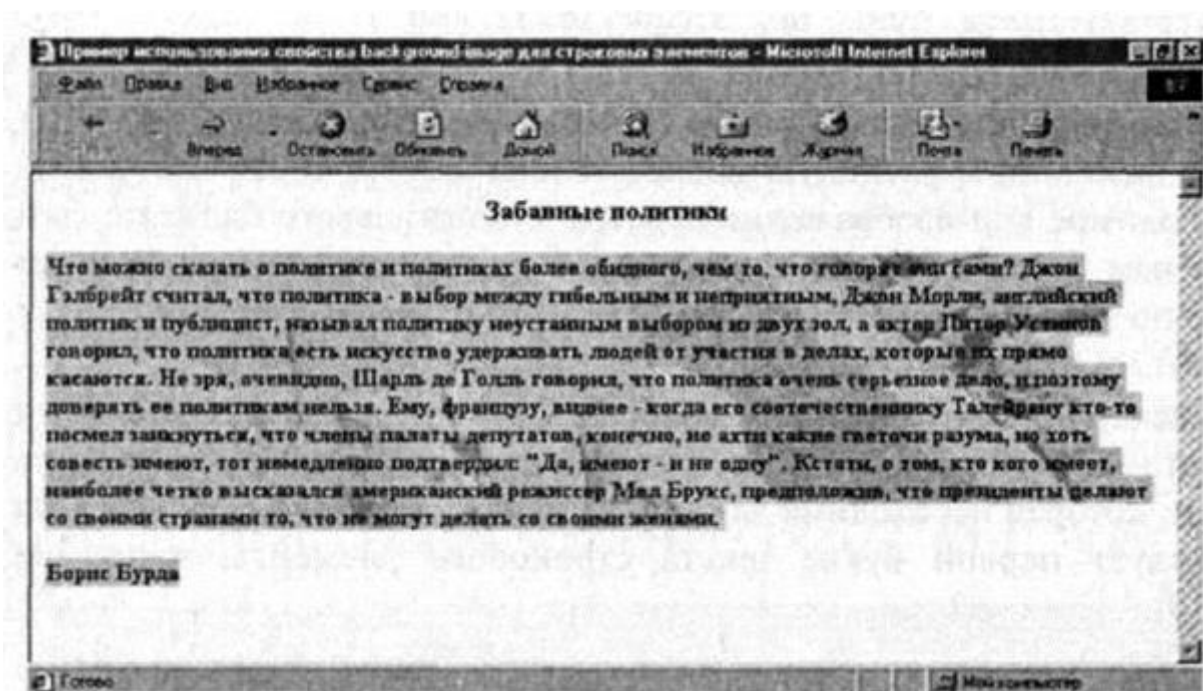 Пример использования свойства background-image для строковых элементов - Microsoft Internet Explorer
Файл Правка Вид Избранное Сервис Справка
Вперед Остановить Обновить Домой Поиск Избранное Журнал Почта Печать
Забавные политики
Что можно сказать о политике и политиках более обидного, чем то, что говорят они сами? Джон
Гэлбрейт считал, что политика - выбор между гибельным и неприятным, Джон Морли, английский
политик и публицист, называл политику неустанным выбором из двух зол, а актер Питер Устинов
говорил, что политика есть искусство удерживать людей от участия в делах, которые их прямо
касаются. Не зря, очевидно, Шарль де Голль говорил, что политика очень серьезное дело, и поэтому
доверять ее политикам нельзя. Ему, французу, виднее - когда его соотечественнику Талейрану кто-то
посмел заикнуться, что члены палаты депутатов, конечно, не ахти какие светочи разума, но хоть
совесть имеют, тот немедленно подтвердил: "Да, имеют - и не одну". Кстати, о том, кто кого имеет,
наиболее четко высказался американский режиссер Мел Брукс, предположив, что президенты делают
со своими странами то, что не могут делать со своими женами.
Борис Бурда
Готово
Мой компьютер